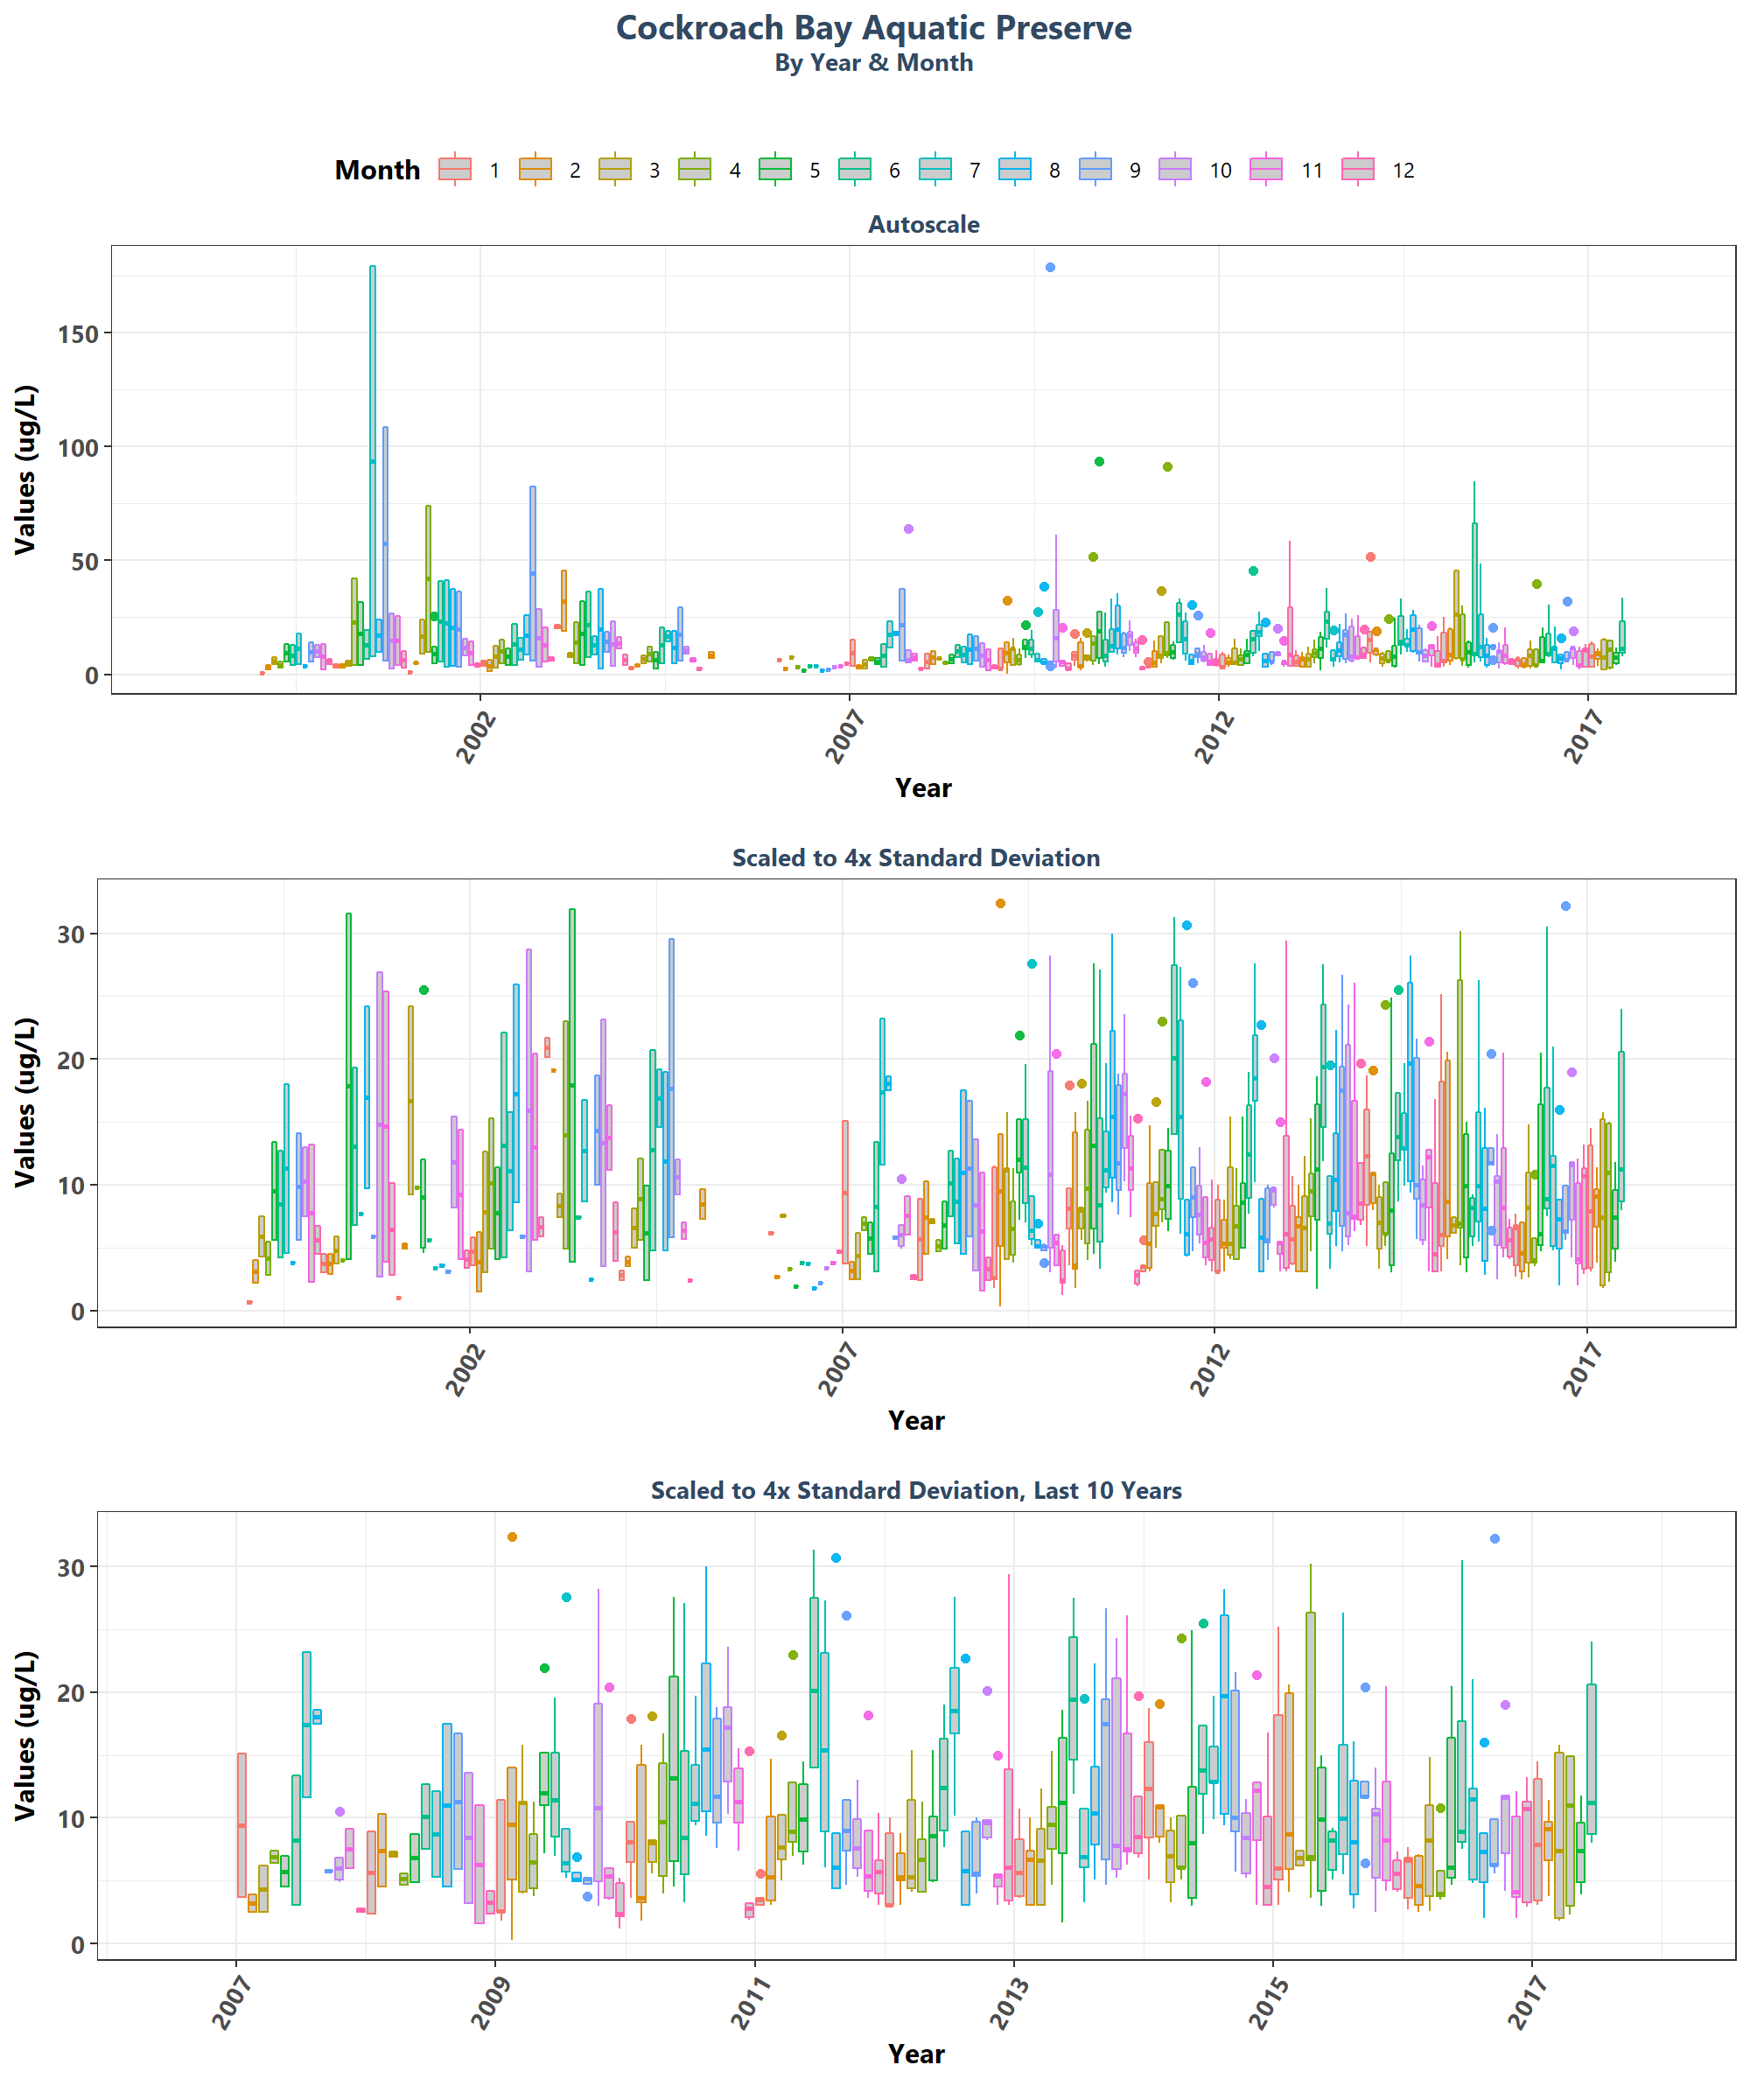 Cockroach Bay Aquatic Preserve
By Year & Month
Month 1 2 3 4 5 6 7 8 9 10 11 12
Autoscale
Values (ug/L)
150
100
50
0
2002 2007 2012 2017
Year
Scaled to 4x Standard Deviation
Values (ug/L)
30
20
10
0
2002 2007 2012 2017
Year
Scaled to 4x Standard Deviation, Last 10 Years
Values (ug/L)
30
20
10
0
2007 2009 2011 2013 2015 2017
Year